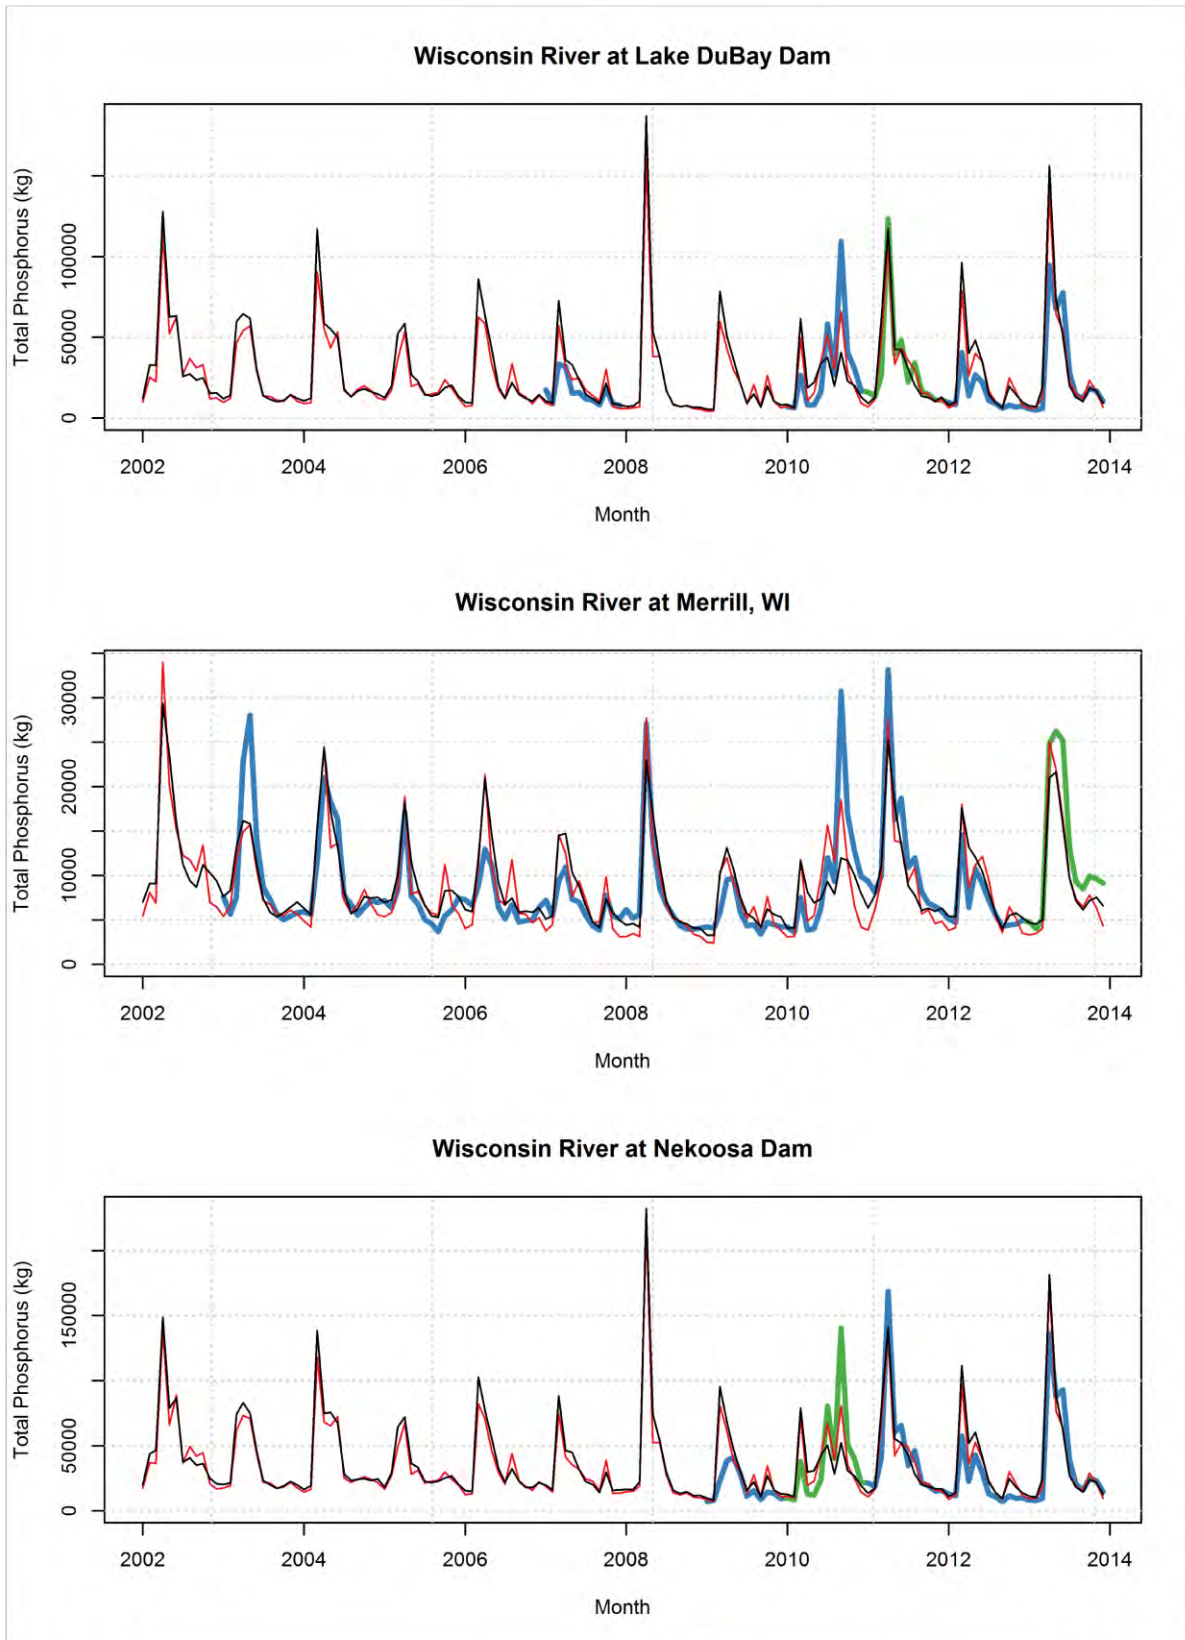 Wisconsin River at Lake DuBay Dam
Total Phosphorus (kg)
100000
50000
0
2002 2004 2006 2008 2010 2012 2014
Month
Wisconsin River at Merrill, WI
Total Phosphorus (kg)
30000
20000
10000
0
2002 2004 2006 2008 2010 2012 2014
Month
Wisconsin River at Nekoosa Dam
Total Phosphorus (kg)
150000
50000
0
2002 2004 2006 2008 2010 2012 2014
Month